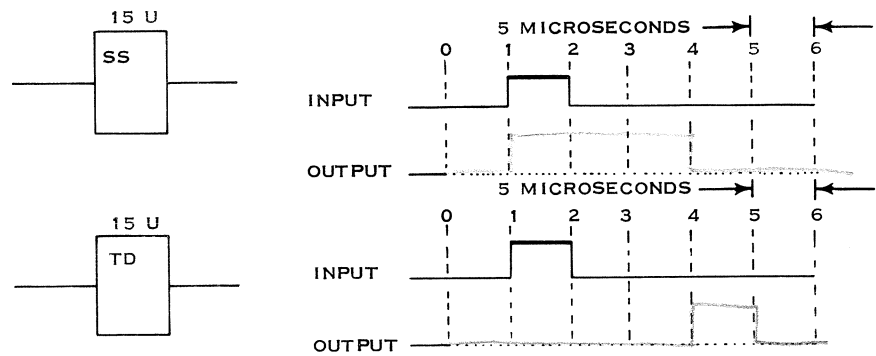 15 U
SS
5 MICROSECONDS
0 1 2 3 4 5 6
INPUT
OUTPUT
15 U
TD
5 MICROSECONDS
0 1 2 3 4 5 6
INPUT
OUTPUT